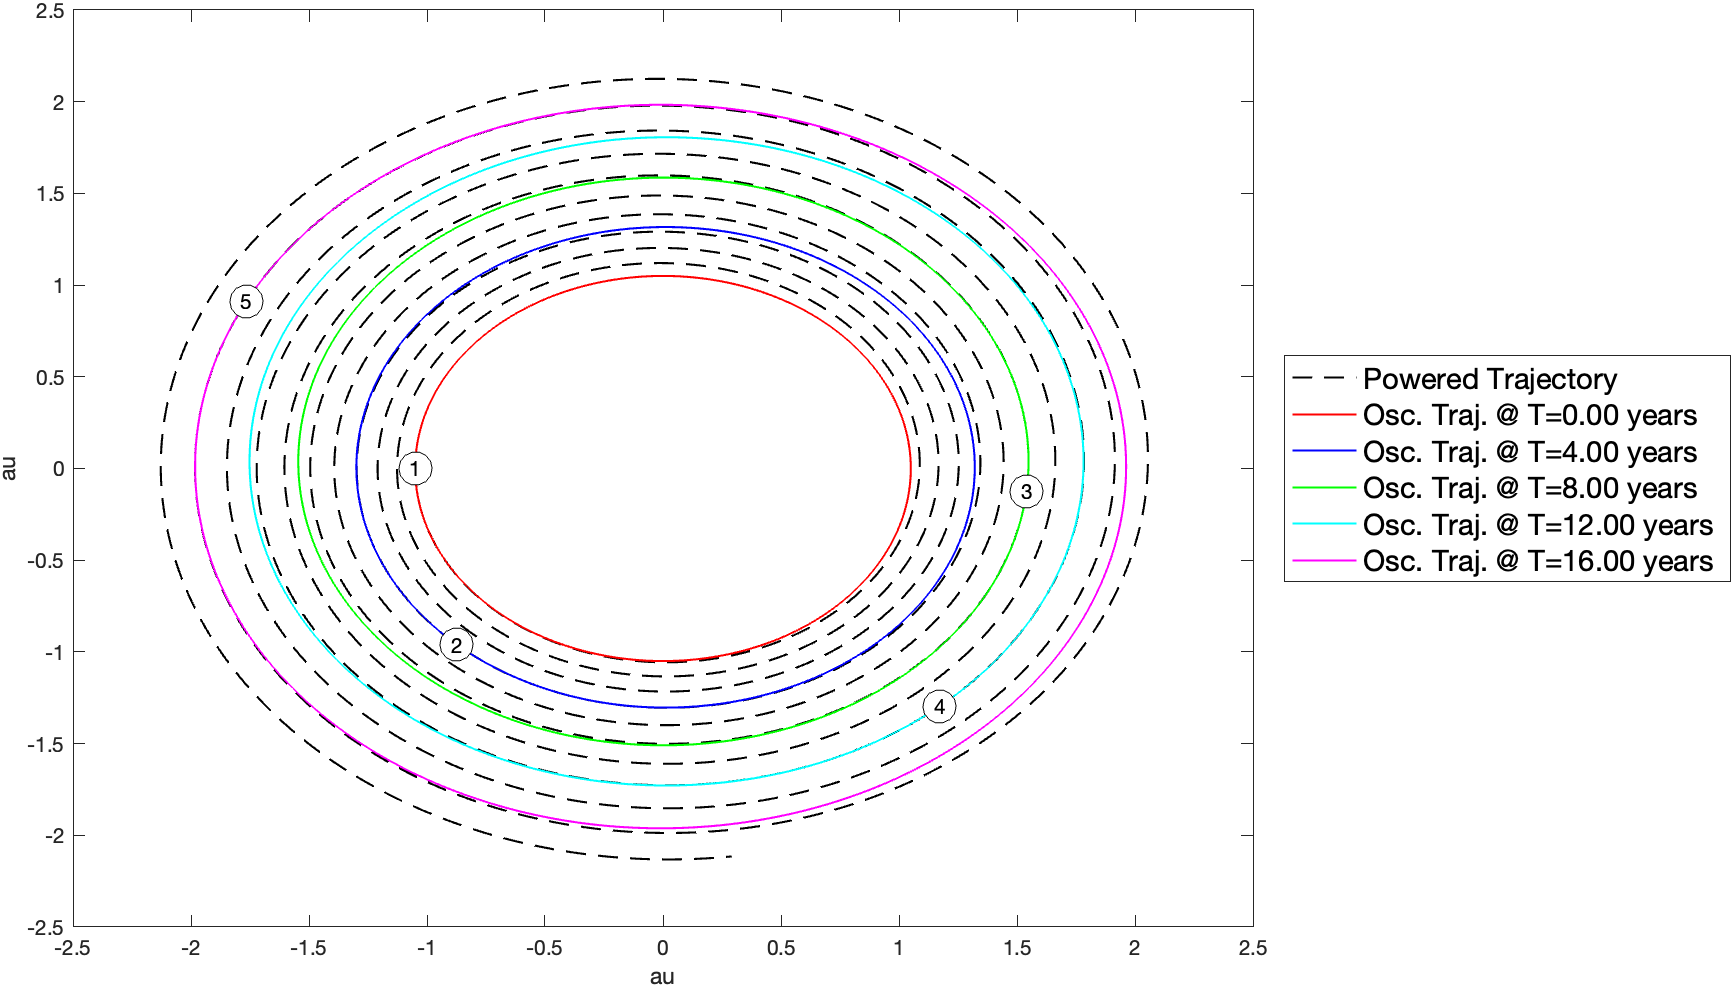 2.5
2
1.5
1
0.5
0
-0.5
-1
-1.5
-2
-2.5
au
-2.5 -2 -1.5 -1 -0.5 0 0.5 1 1.5 2 2.5
au
1
2
3
4
5
Powered Trajectory
Osc. Traj. @ T=0.00 years
Osc. Traj. @ T=4.00 years
Osc. Traj. @ T=8.00 years
Osc. Traj. @ T=12.00 years
Osc. Traj. @ T=16.00 years